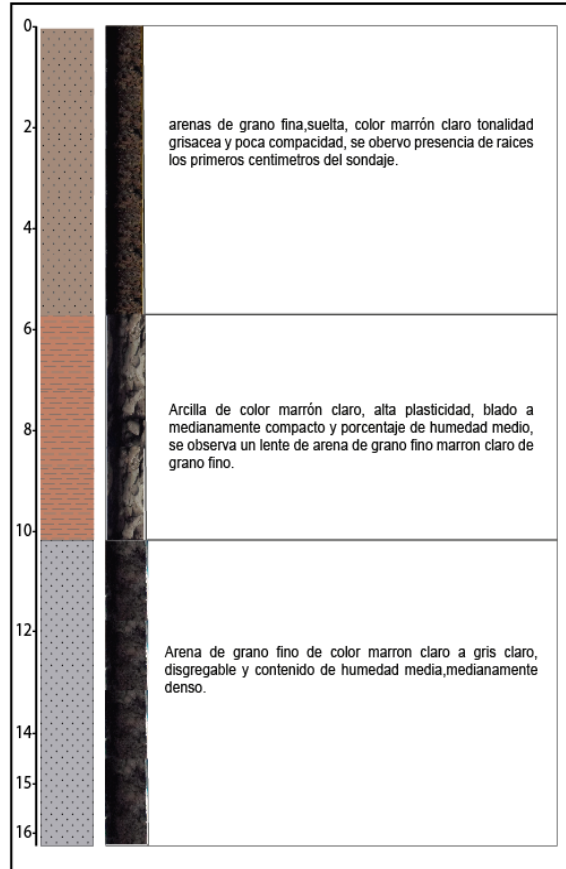 0
2
arenas de grano fina,suelta, color marrón claro tonalidad
grisacea y poca compacidad, se obervo presencia de raices
los primeros centimetros del sondaje.
4
6
Arcilla de color marrón claro, alta plasticidad, blado a
medianamente compacto y porcentaje de humedad medio,
8
se observa un lente de arena de grano fino marron claro de
grano fino.
10
12
Arena de grano fino de color marron claro a gris claro,
disgregable y contenido de humedad media,medianamente
denso.
14
15
16